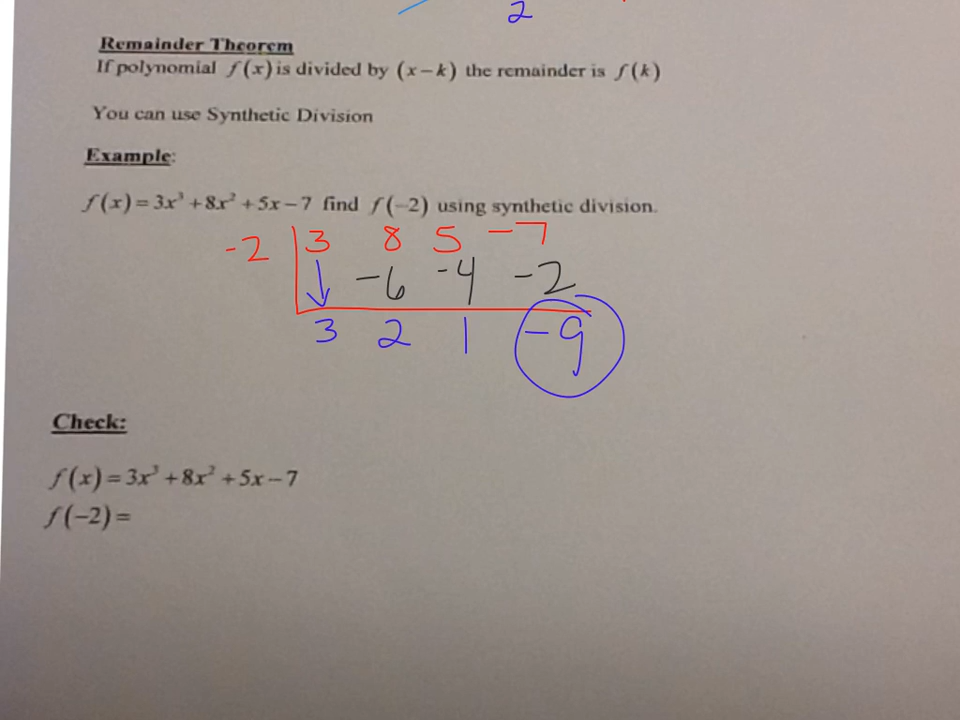 2
Remainder Theorem
If polynomial f(x) is divided by (x-k) the remainder is f(k)
You can use Synthetic Division
Example:
f(x) = 3x³ + 8x² + 5x - 7 find f(-2) using synthetic division.
-2 | 3 8 5 -7
↓ -6 -4 -2
3 2 1 -9
Check:
f(x) = 3x³ + 8x² + 5x - 7
f(-2) =